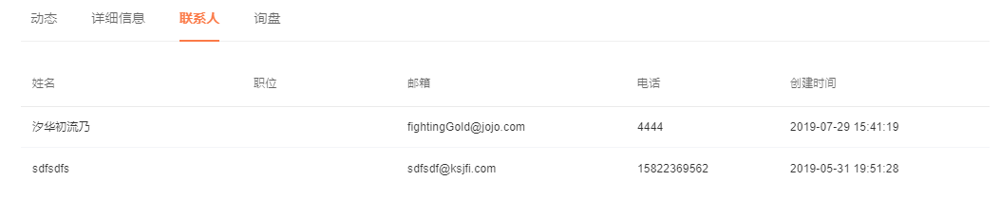 动态 详细信息 联系人 询盘
姓名 职位 邮箱 电话 创建时间
汐华初流乃 fightingGold@jojo.com 4444 2019-07-29 15:41:19
sdfsdfs sdfsdf@ksjfi.com 15822369562 2019-05-31 19:51:28